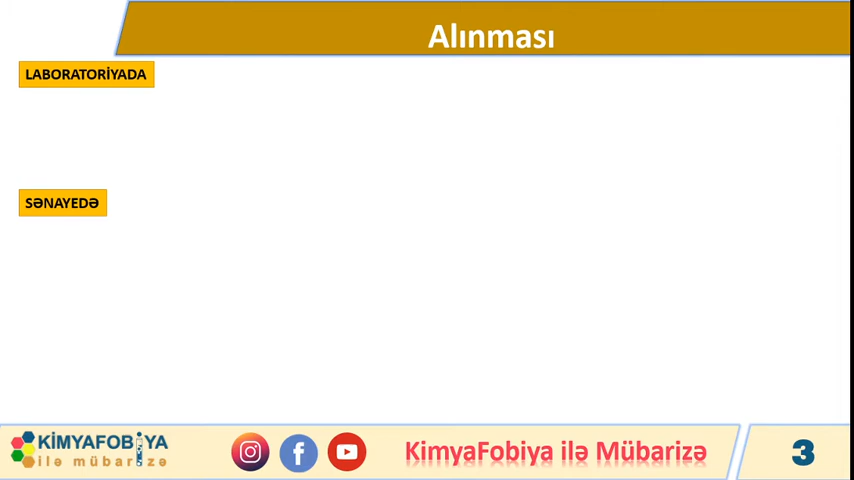 Alınması
LABORATORİYADA
SƏNAYEDƏ
KİMYAFOBİYA
ilə mübarizə
KimyaFobiya ilə Mübarizə
3